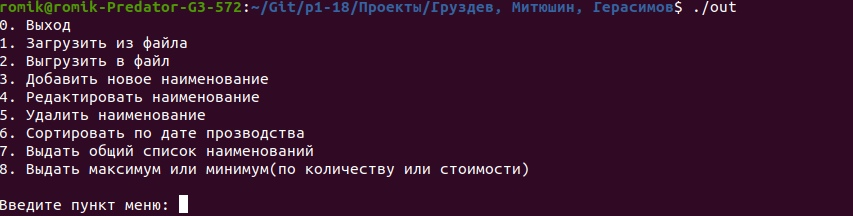 romik@romik-Predator-G3-572:~/Git/p1-18/Проекты/Груздев, Митюшин, Герасимов$ ./out
0. Выход
1. Загрузить из файла
2. Выгрузить в файл
3. Добавить новое наименование
4. Редактировать наименование
5. Удалить наименование
6. Сортировать по дате прозводства
7. Выдать общий список наименований
8. Выдать максимум или минимум(по количеству или стоимости)
Введите пункт меню: